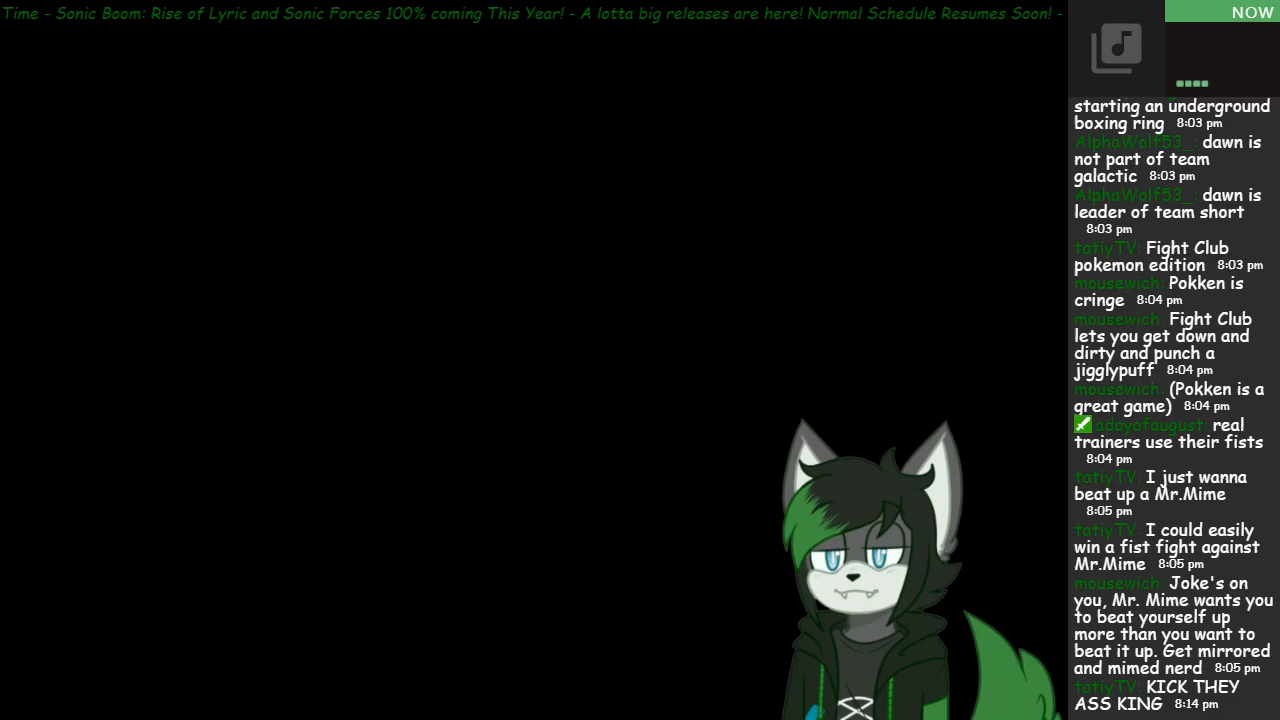 Time - Sonic Boom: Rise of Lyric and Sonic Forces 100% coming This Year! - A lotta big releases are here! Normal Schedule Resumes Soon! -
NOW
starting an underground
boxing ring 8:03 pm
AlphaWolf53_: dawn is
not part of team
galactic 8:03 pm
AlphaWolf53_: dawn is
leader of team short
8:03 pm
tatiyTV: Fight Club
pokemon edition 8:03 pm
mousewich: Pokken is
cringe 8:04 pm
mousewich: Fight Club
lets you get down and
dirty and punch a
jigglypuff 8:04 pm
mousewich: (Pokken is a
great game) 8:04 pm
adayofaugust: real
trainers use their fists
8:04 pm
tatiyTV: I just wanna
beat up a Mr.Mime
8:05 pm
tatiyTV: I could easily
win a fist fight against
Mr.Mime 8:05 pm
mousewich: Joke's on
you, Mr. Mime wants you
to beat yourself up
more than you want to
beat it up. Get mirrored
and mimed nerd 8:05 pm
tatiyTV: KICK THEY
ASS KING 8:14 pm